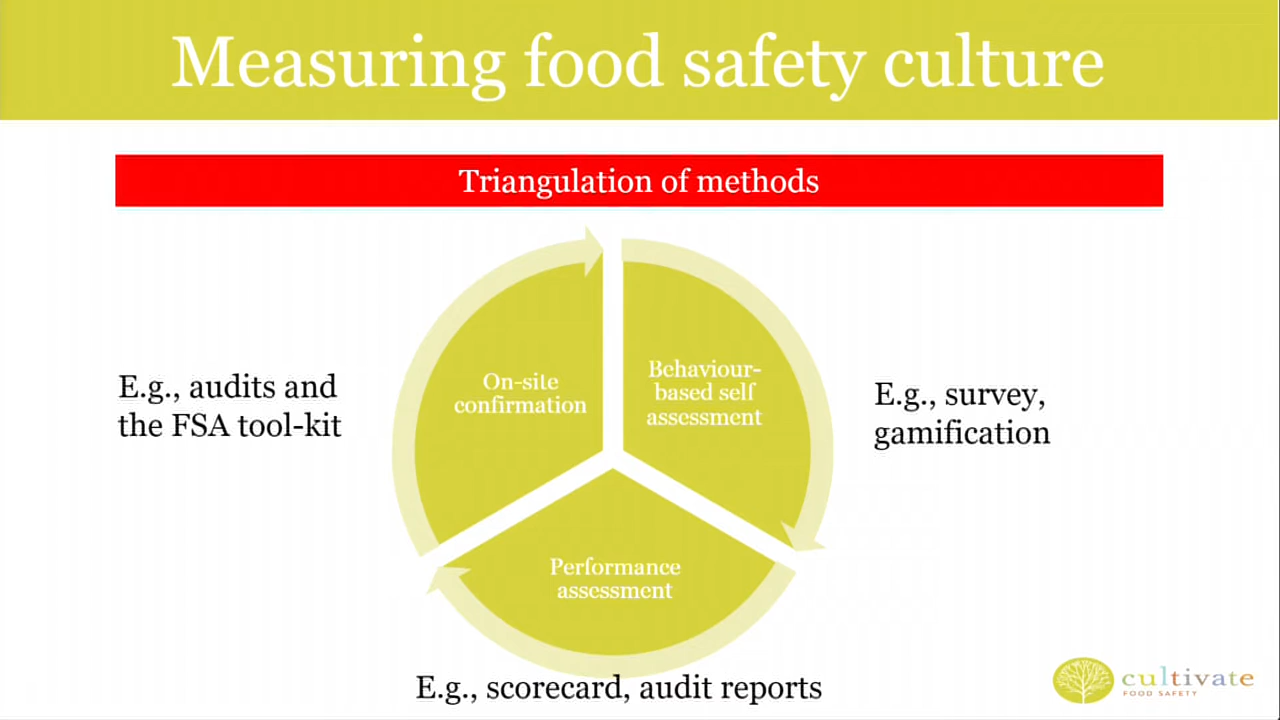 Measuring food safety culture
Triangulation of methods
On-site
confirmation
Behaviour-
based self
assessment
Performance
assessment
E.g., audits and
the FSA tool-kit
E.g., survey,
gamification
E.g., scorecard, audit reports
cultivate
FOOD SAFETY